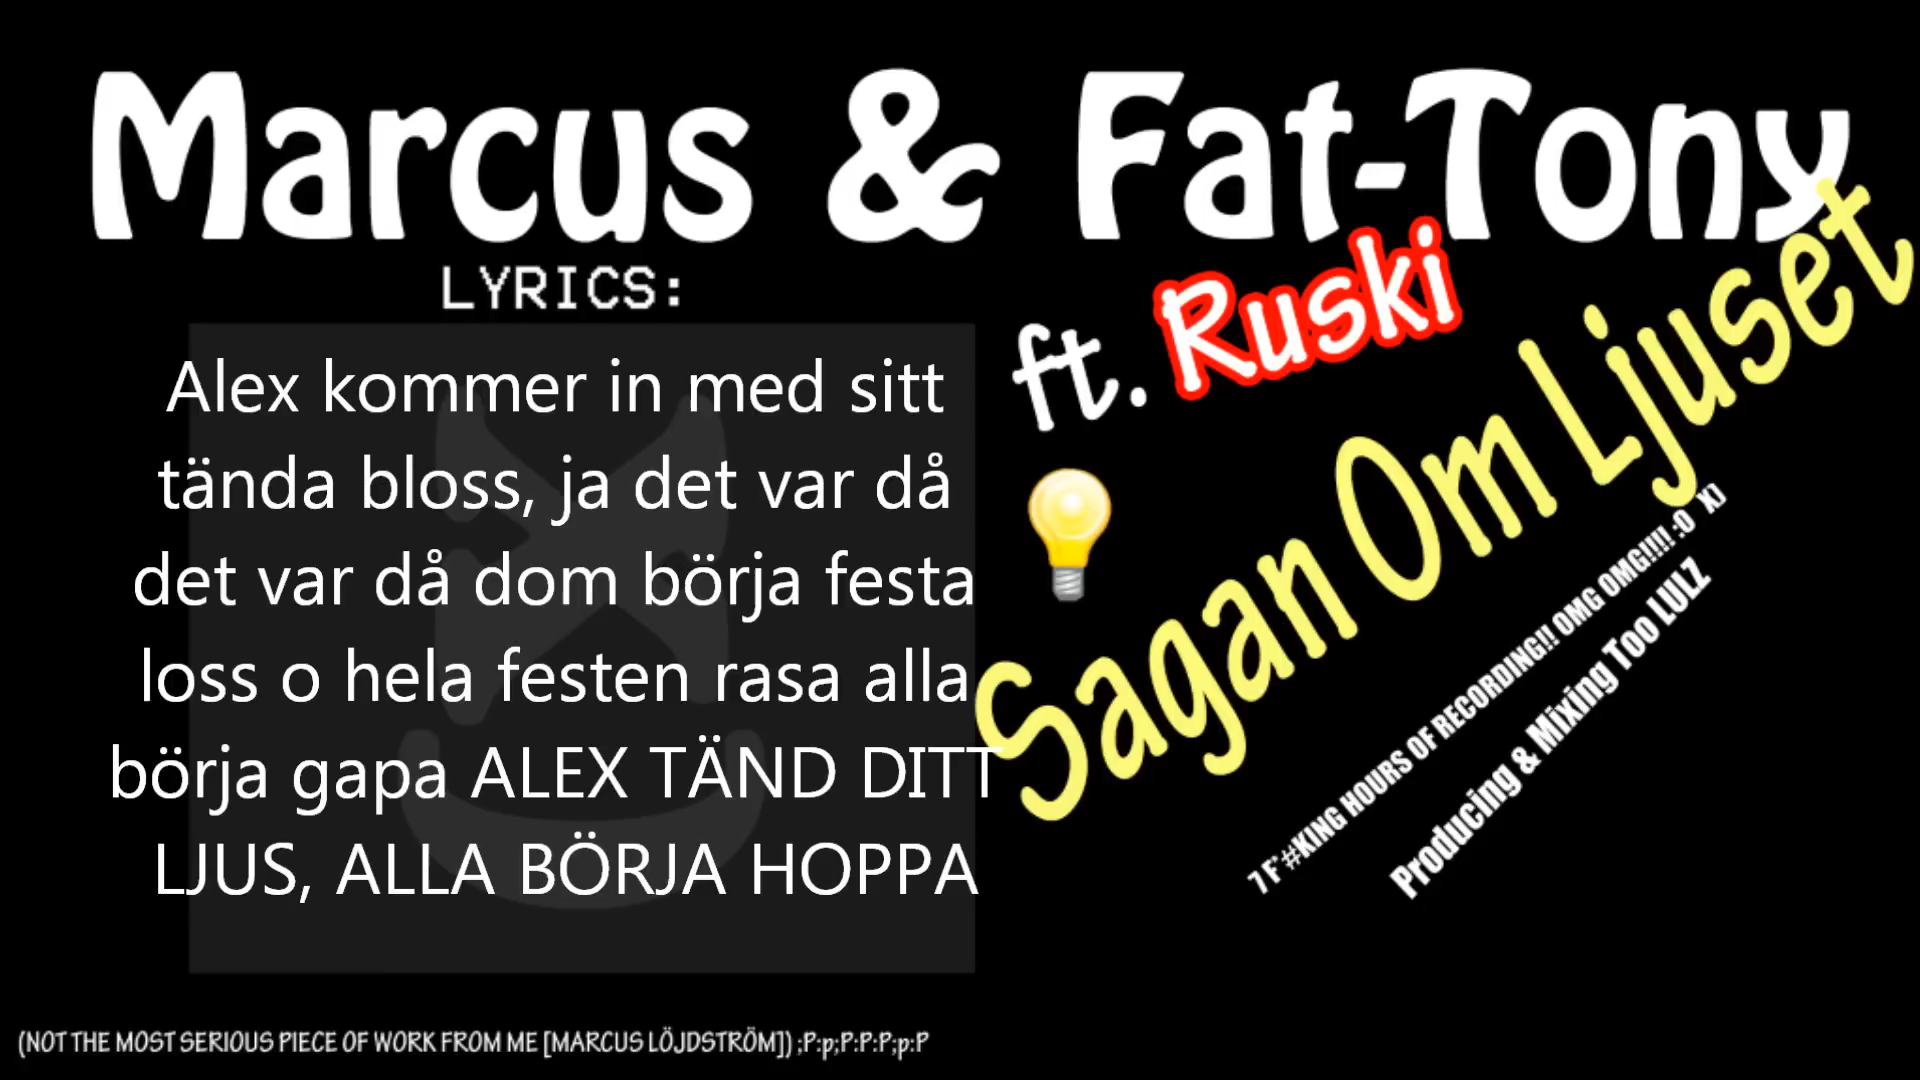 Marcus & Fat-Tony
ft. Ruski
Sagan Om Ljuset
LYRICS:
Alex kommer in med sitt
tända bloss, ja det var då
det var då dom börja festa
loss o hela festen rasa alla
börja gapa ALEX TÄND DITT
LJUS, ALLA BÖRJA HOPPA
7 F*#KING HOURS OF RECORDING!! OMG OMG!!!! :O XJ
Producing & Mixing Too LULZ
(NOT THE MOST SERIOUS PIECE OF WORK FROM ME [MARCUS LÖJDSTRÖM]) ;P:p;P:P:P;p:P